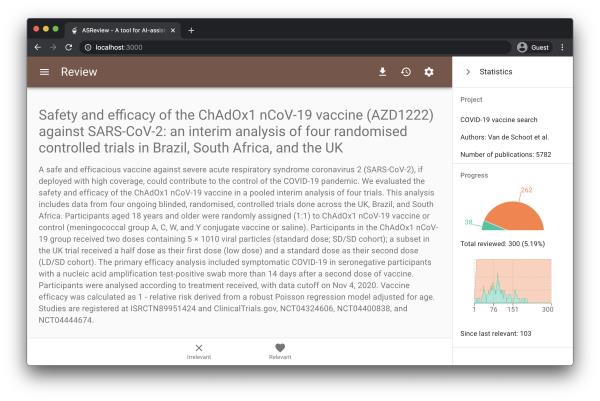 ASReview - A tool for AI-assist
localhost:3000
Guest
Review
Statistics
Safety and efficacy of the ChAdOx1 nCoV-19 vaccine (AZD1222)
against SARS-CoV-2: an interim analysis of four randomised
controlled trials in Brazil, South Africa, and the UK
A safe and efficacious vaccine against severe acute respiratory syndrome coronavirus 2 (SARS-CoV-2), if
deployed with high coverage, could contribute to the control of the COVID-19 pandemic. We evaluated the
safety and efficacy of the ChAdOx1 nCoV-19 vaccine in a pooled interim analysis of four trials. This analysis
includes data from four ongoing blinded, randomised, controlled trials done across the UK, Brazil, and South
Africa. Participants aged 18 years and older were randomly assigned (1:1) to ChAdOx1 nCoV-19 vaccine or
control (meningococcal group A, C, W, and Y conjugate vaccine or saline). Participants in the ChAdOx1 nCoV-
19 group received two doses containing 5 × 1010 viral particles (standard dose; SD/SD cohort); a subset in
the UK trial received a half dose as their first dose (low dose) and a standard dose as their second dose
(LD/SD cohort). The primary efficacy analysis included symptomatic COVID-19 in seronegative participants
with a nucleic acid amplification test-positive swab more than 14 days after a second dose of vaccine.
Participants were analysed according to treatment received, with data cutoff on Nov 4, 2020. Vaccine
efficacy was calculated as 1 - relative risk derived from a robust Poisson regression model adjusted for age.
Studies are registered at ISRCTN89951424 and ClinicalTrials.gov, NCT04324606, NCT04400838, and
NCT04444674.
Irrelevant
Relevant
Project
COVID-19 vaccine search
Authors: Van de Schoot et al.
Number of publications: 5782
Progress
262
38
Total reviewed: 300 (5.19%)
1 76 151 300
Since last relevant: 103